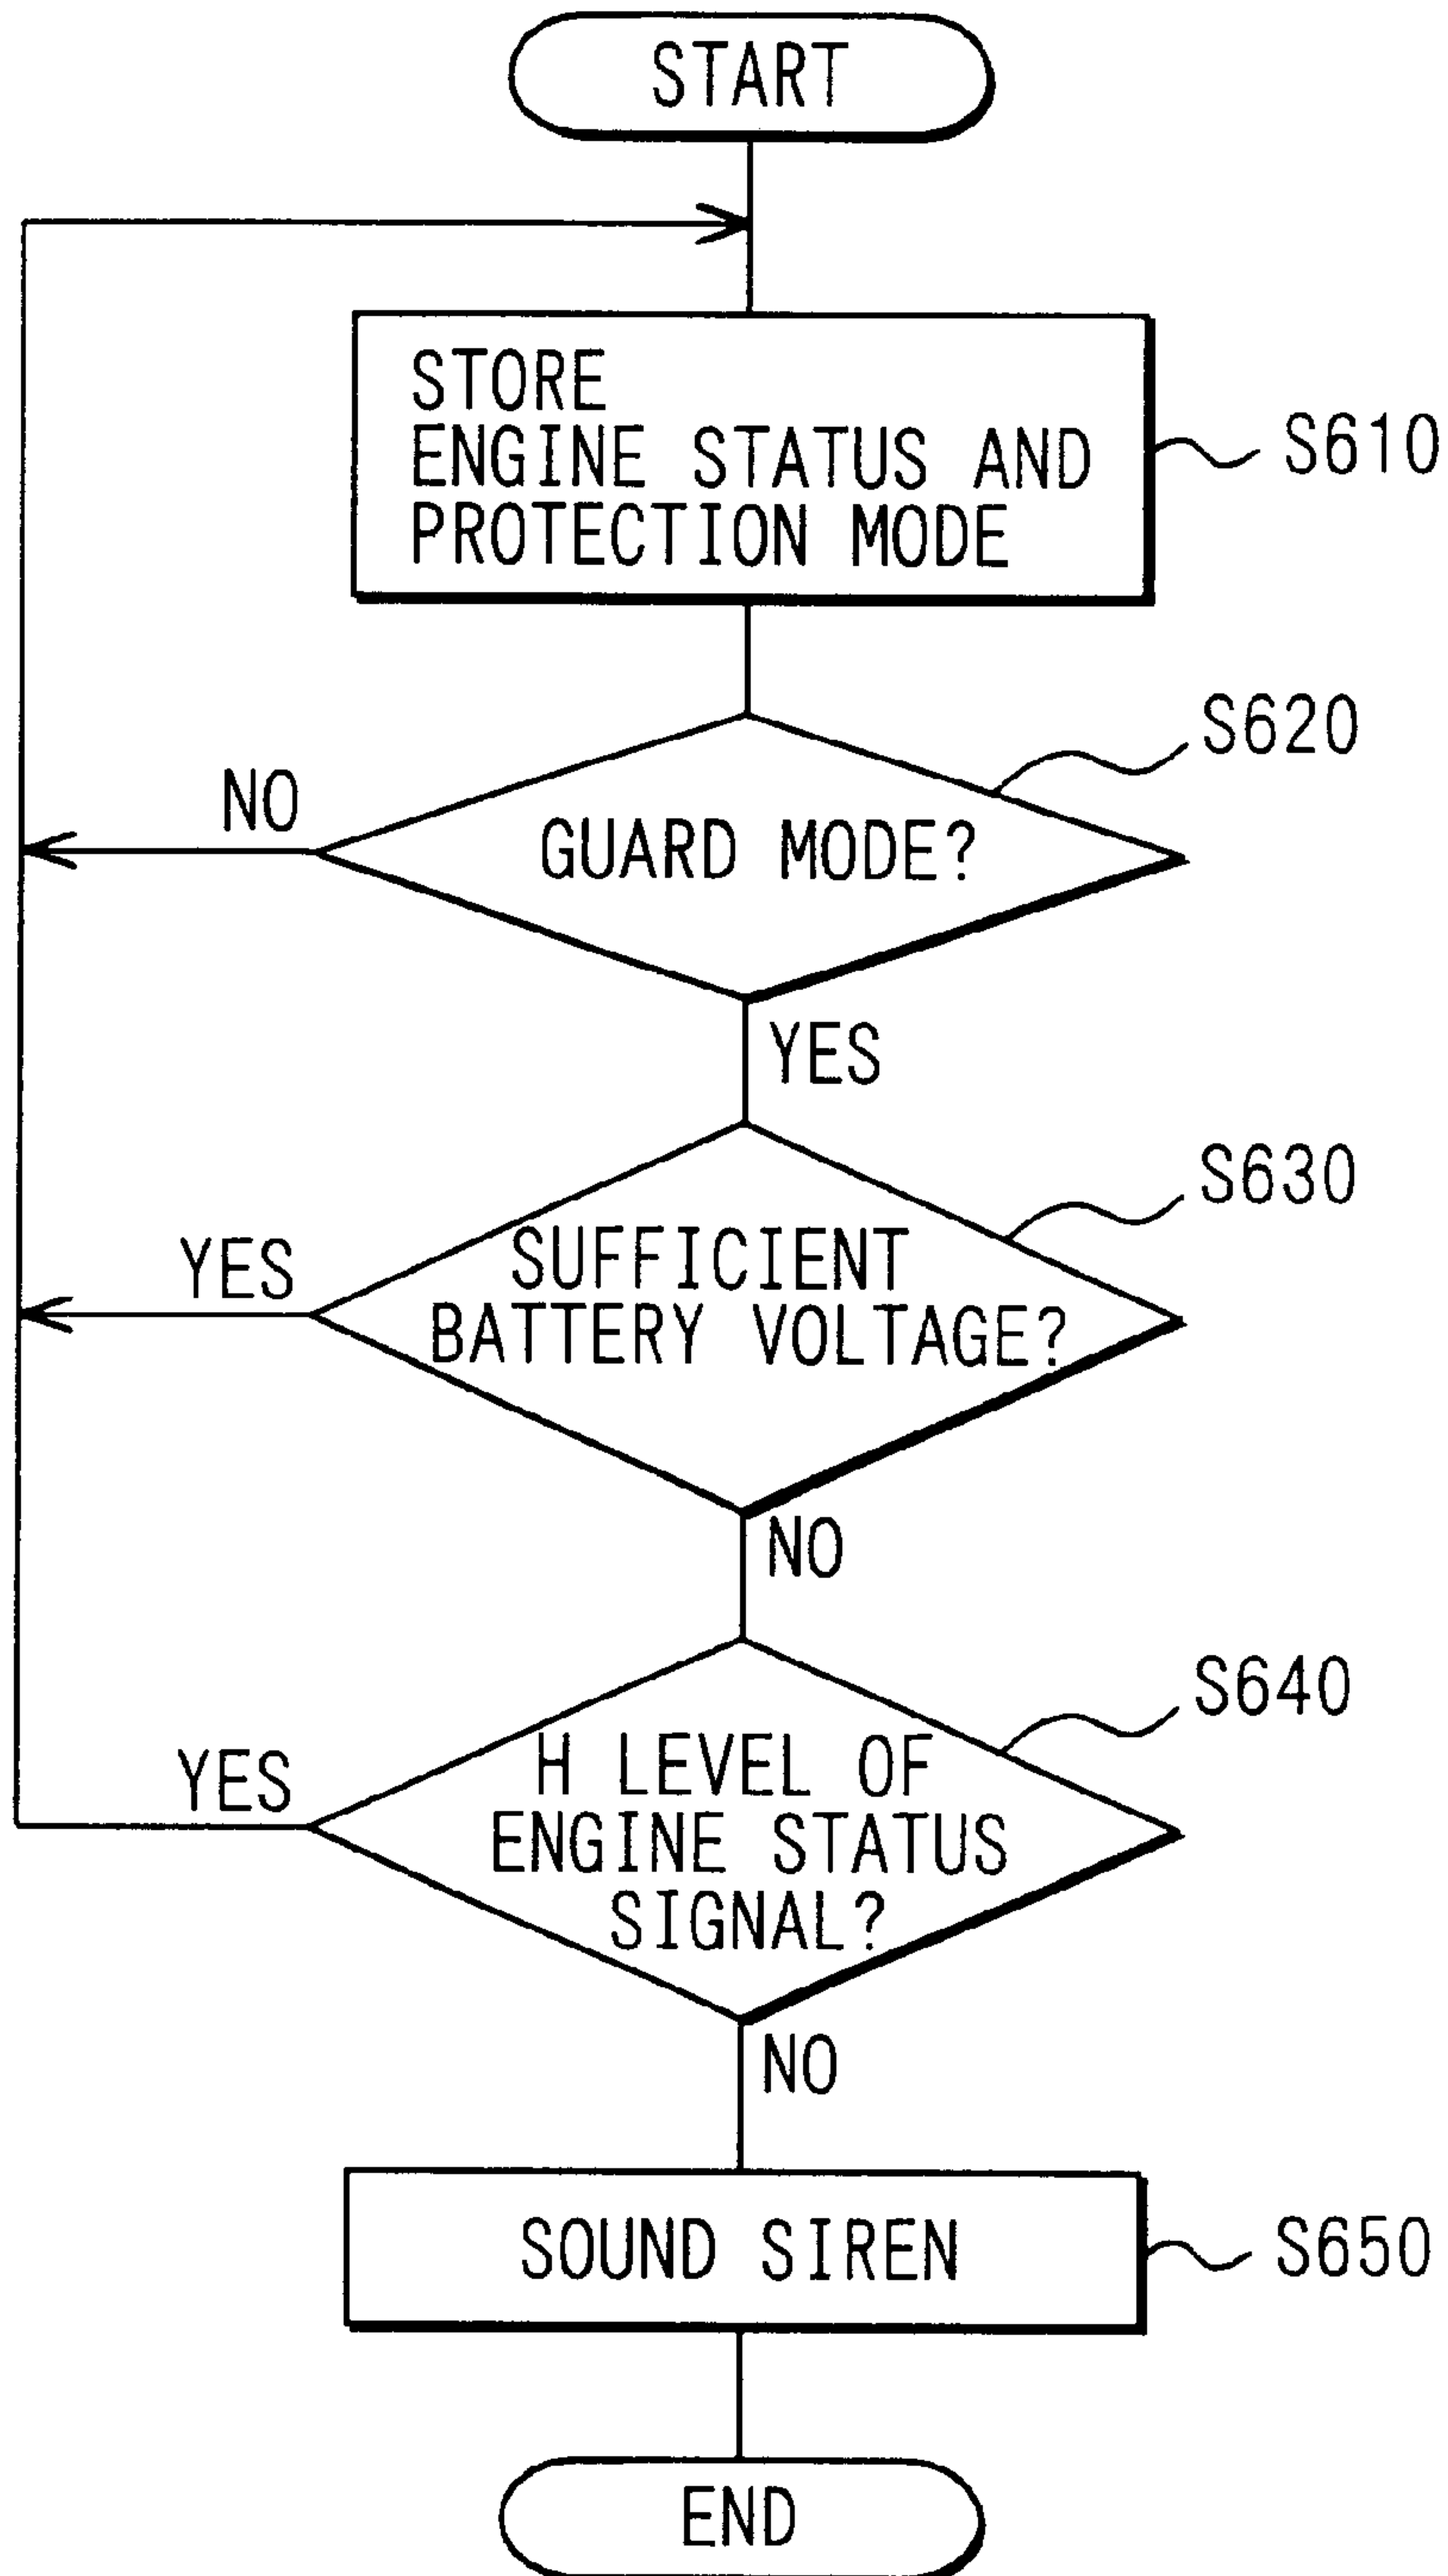 START
STORE
ENGINE STATUS AND
PROTECTION MODE
S610
S620
NO
GUARD MODE?
YES
S630
YES
SUFFICIENT
BATTERY VOLTAGE?
NO
S640
YES
H LEVEL OF
ENGINE STATUS
SIGNAL?
NO
SOUND SIREN
S650
END